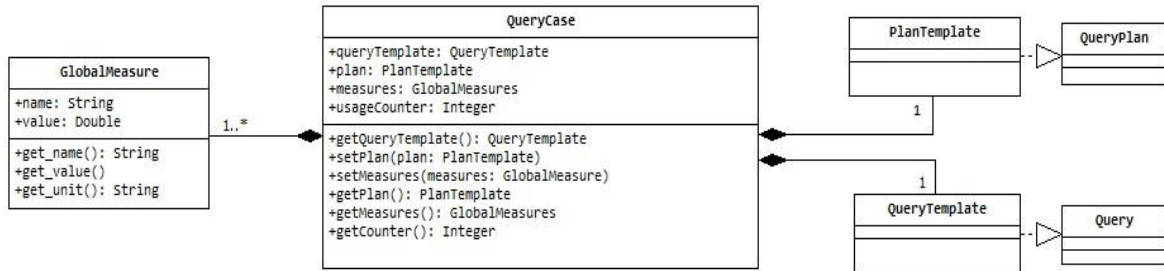 GlobalMeasure
+name: String
+value: Double
+get_name(): String
+get_value()
+get_unit(): String
1..*
QueryCase
+queryTemplate: QueryTemplate
+plan: PlanTemplate
+measures: GlobalMeasures
+usageCounter: Integer
+getQueryTemplate(): QueryTemplate
+setPlan(plan: PlanTemplate)
+setMeasures(measures: GlobalMeasure)
+getPlan(): PlanTemplate
+getMeasures(): GlobalMeasures
+getCounter(): Integer
PlanTemplate
QueryPlan
1
1
QueryTemplate
Query